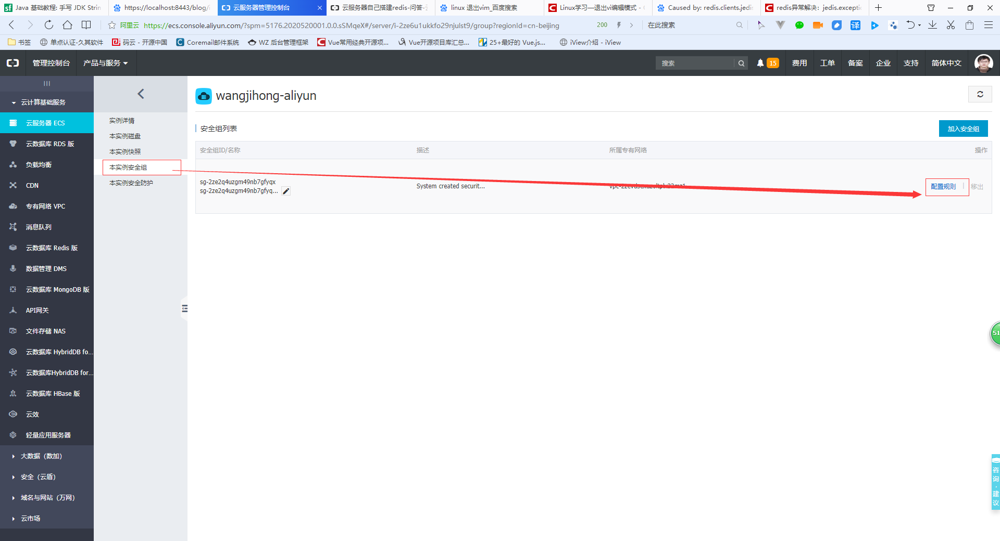 Java 基础教程: 手写 JDK Strin
https://localhost:8443/blog/i
云服务器管理控制台
云服务器自己搭建redis-问答-云
linux 退出vim_百度搜索
Linux学习—退出vi编辑模式 -
Caused by: redis.clients.jedis
redis异常解决：jedis.exceptio
阿里云 https://ecs.console.aliyun.com/?spm=5176.2020520001.0.0.sSMqeX#/server/i-2ze6u1ukkfo29njulst9/group?regionId=cn-beijing
200
在此搜索
译
书签
单点认证-久其软件
码云 - 开源中国
Coremail邮件系统
WZ 后台管理框架
Vue常用经典开源项...
Vue开源项目库汇总...
25+最好的 Vue.js...
iView介绍 - iView
管理控制台
产品与服务
搜索
15
费用
工单
备案
企业
支持
简体中文
云计算基础服务
云服务器 ECS
云数据库 RDS 版
负载均衡
CDN
专有网络 VPC
消息队列
云数据库 Redis 版
数据管理 DMS
云数据库 MongoDB 版
API网关
文件存储 NAS
云数据库 HybridDB fo...
云数据库HybridDB for...
云数据库 HBase 版
云效
轻量应用服务器
大数据（数加）
安全（云盾）
域名与网站（万网）
云市场
实例详情
本实例磁盘
本实例快照
本实例安全组
本实例安全防护
wangjihong-aliyun
安全组列表
加入安全组
安全组ID/名称
描述
所属专有网络
操作
sg-2ze2q4uzgm49nb7gfyqx
sg-2ze2q4uzgm49nb7gfyq...
System created securit...
配置规则
移出
51
咨询·建议